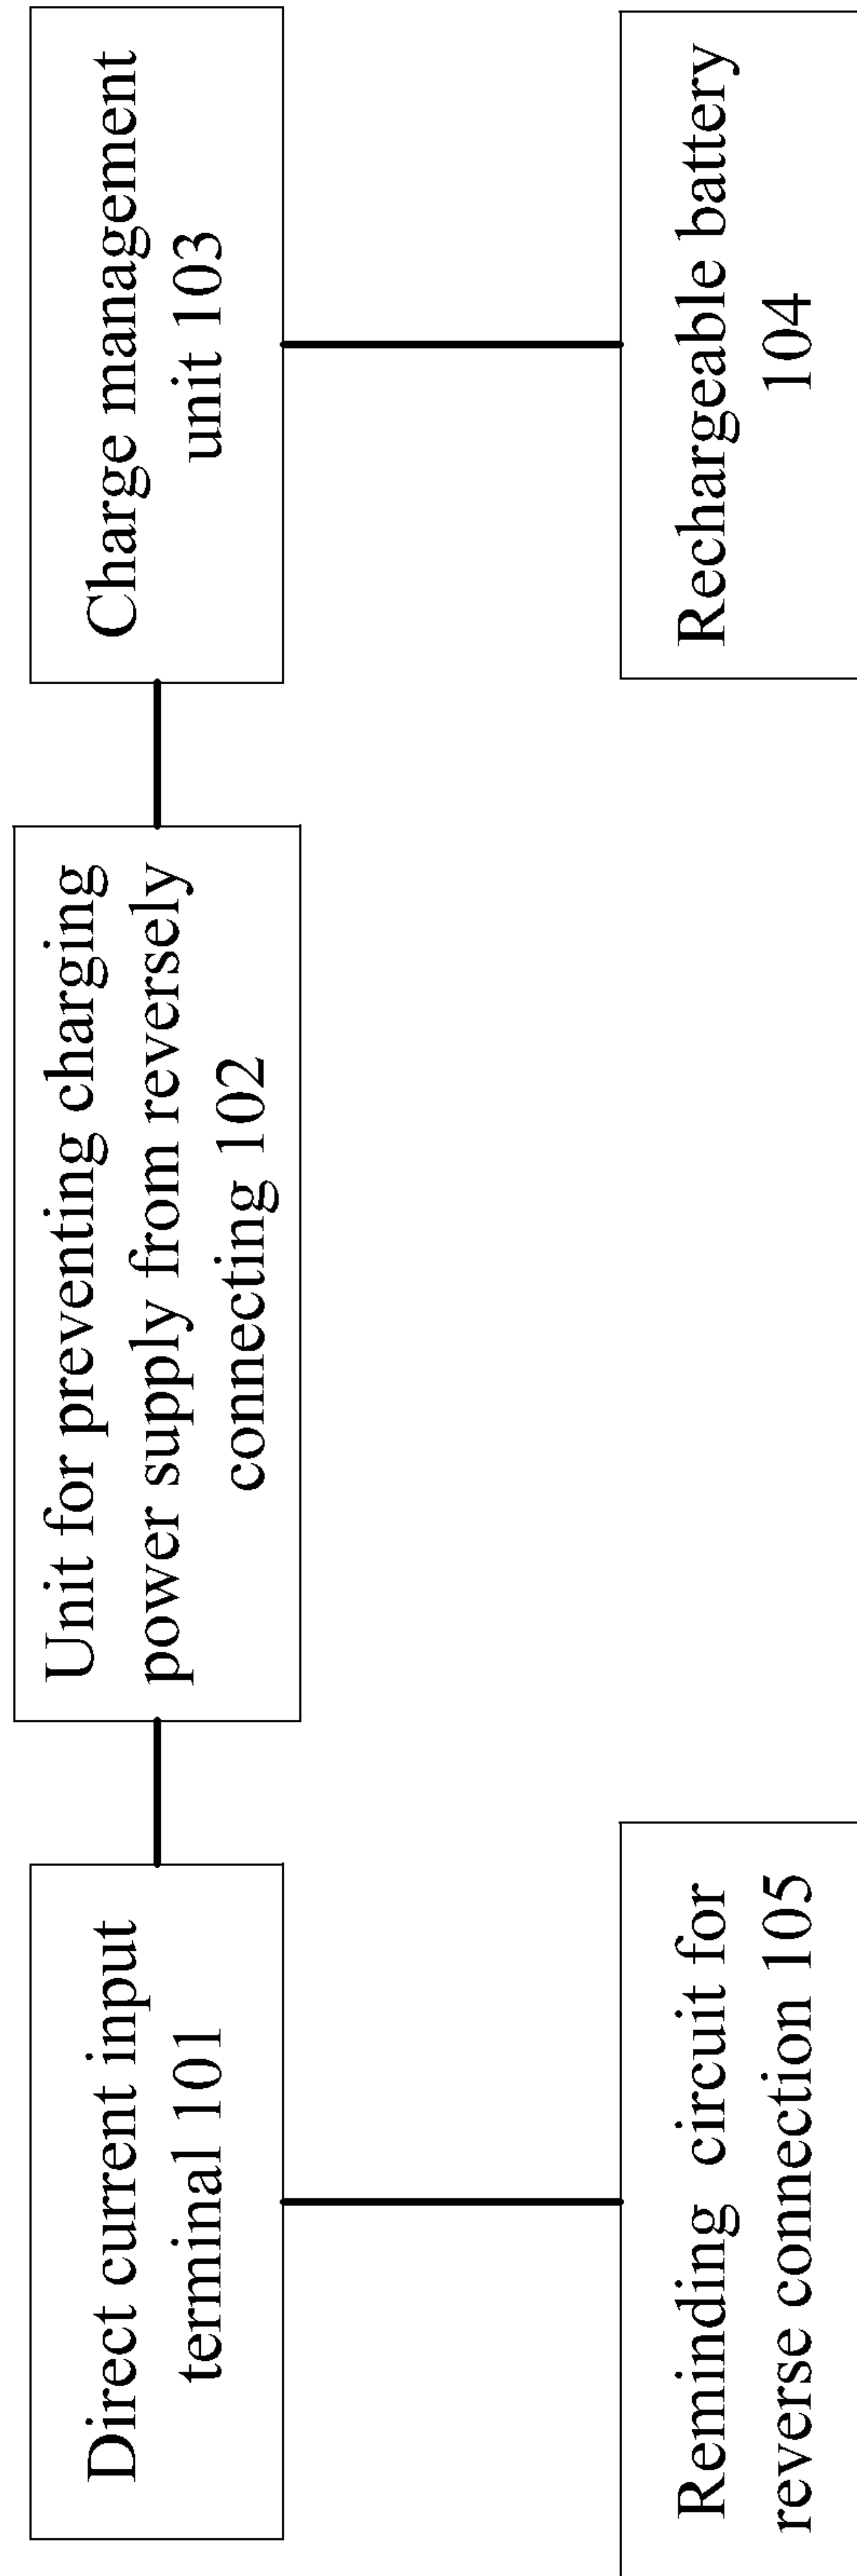 Direct current input
terminal 101
Unit for preventing charging
power supply from reversely
connecting 102
Charge management
unit 103
Reminding circuit for
reverse connection 105
Rechargeable battery
104